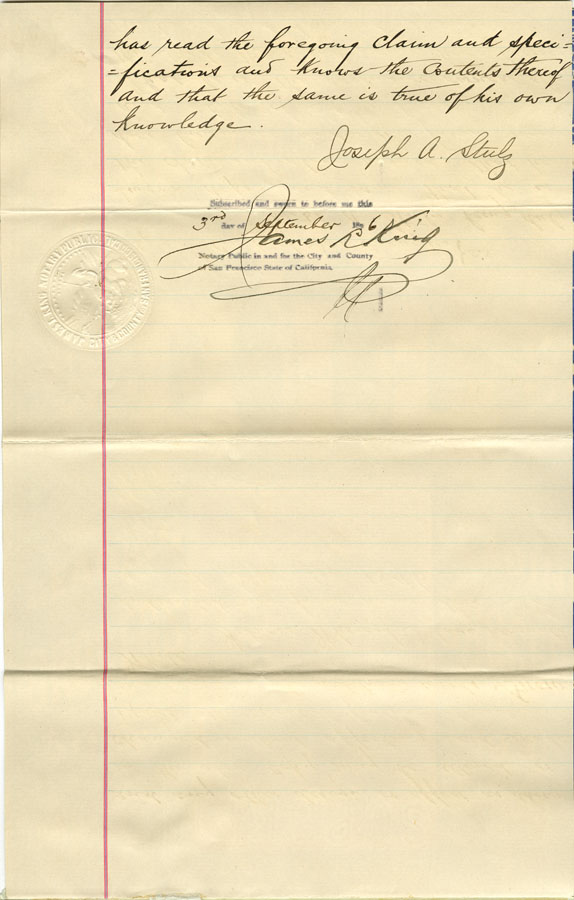 has read the foregoing Claim and speci=
=fications and knows the Contents thereof
and that the same is true of his own
knowledge.
Joseph A. Stulz
Subscribed and sworn to before me this
3rd day of September 1886
James R King
Notary Public in and for the City and County
of San Francisco State of California.